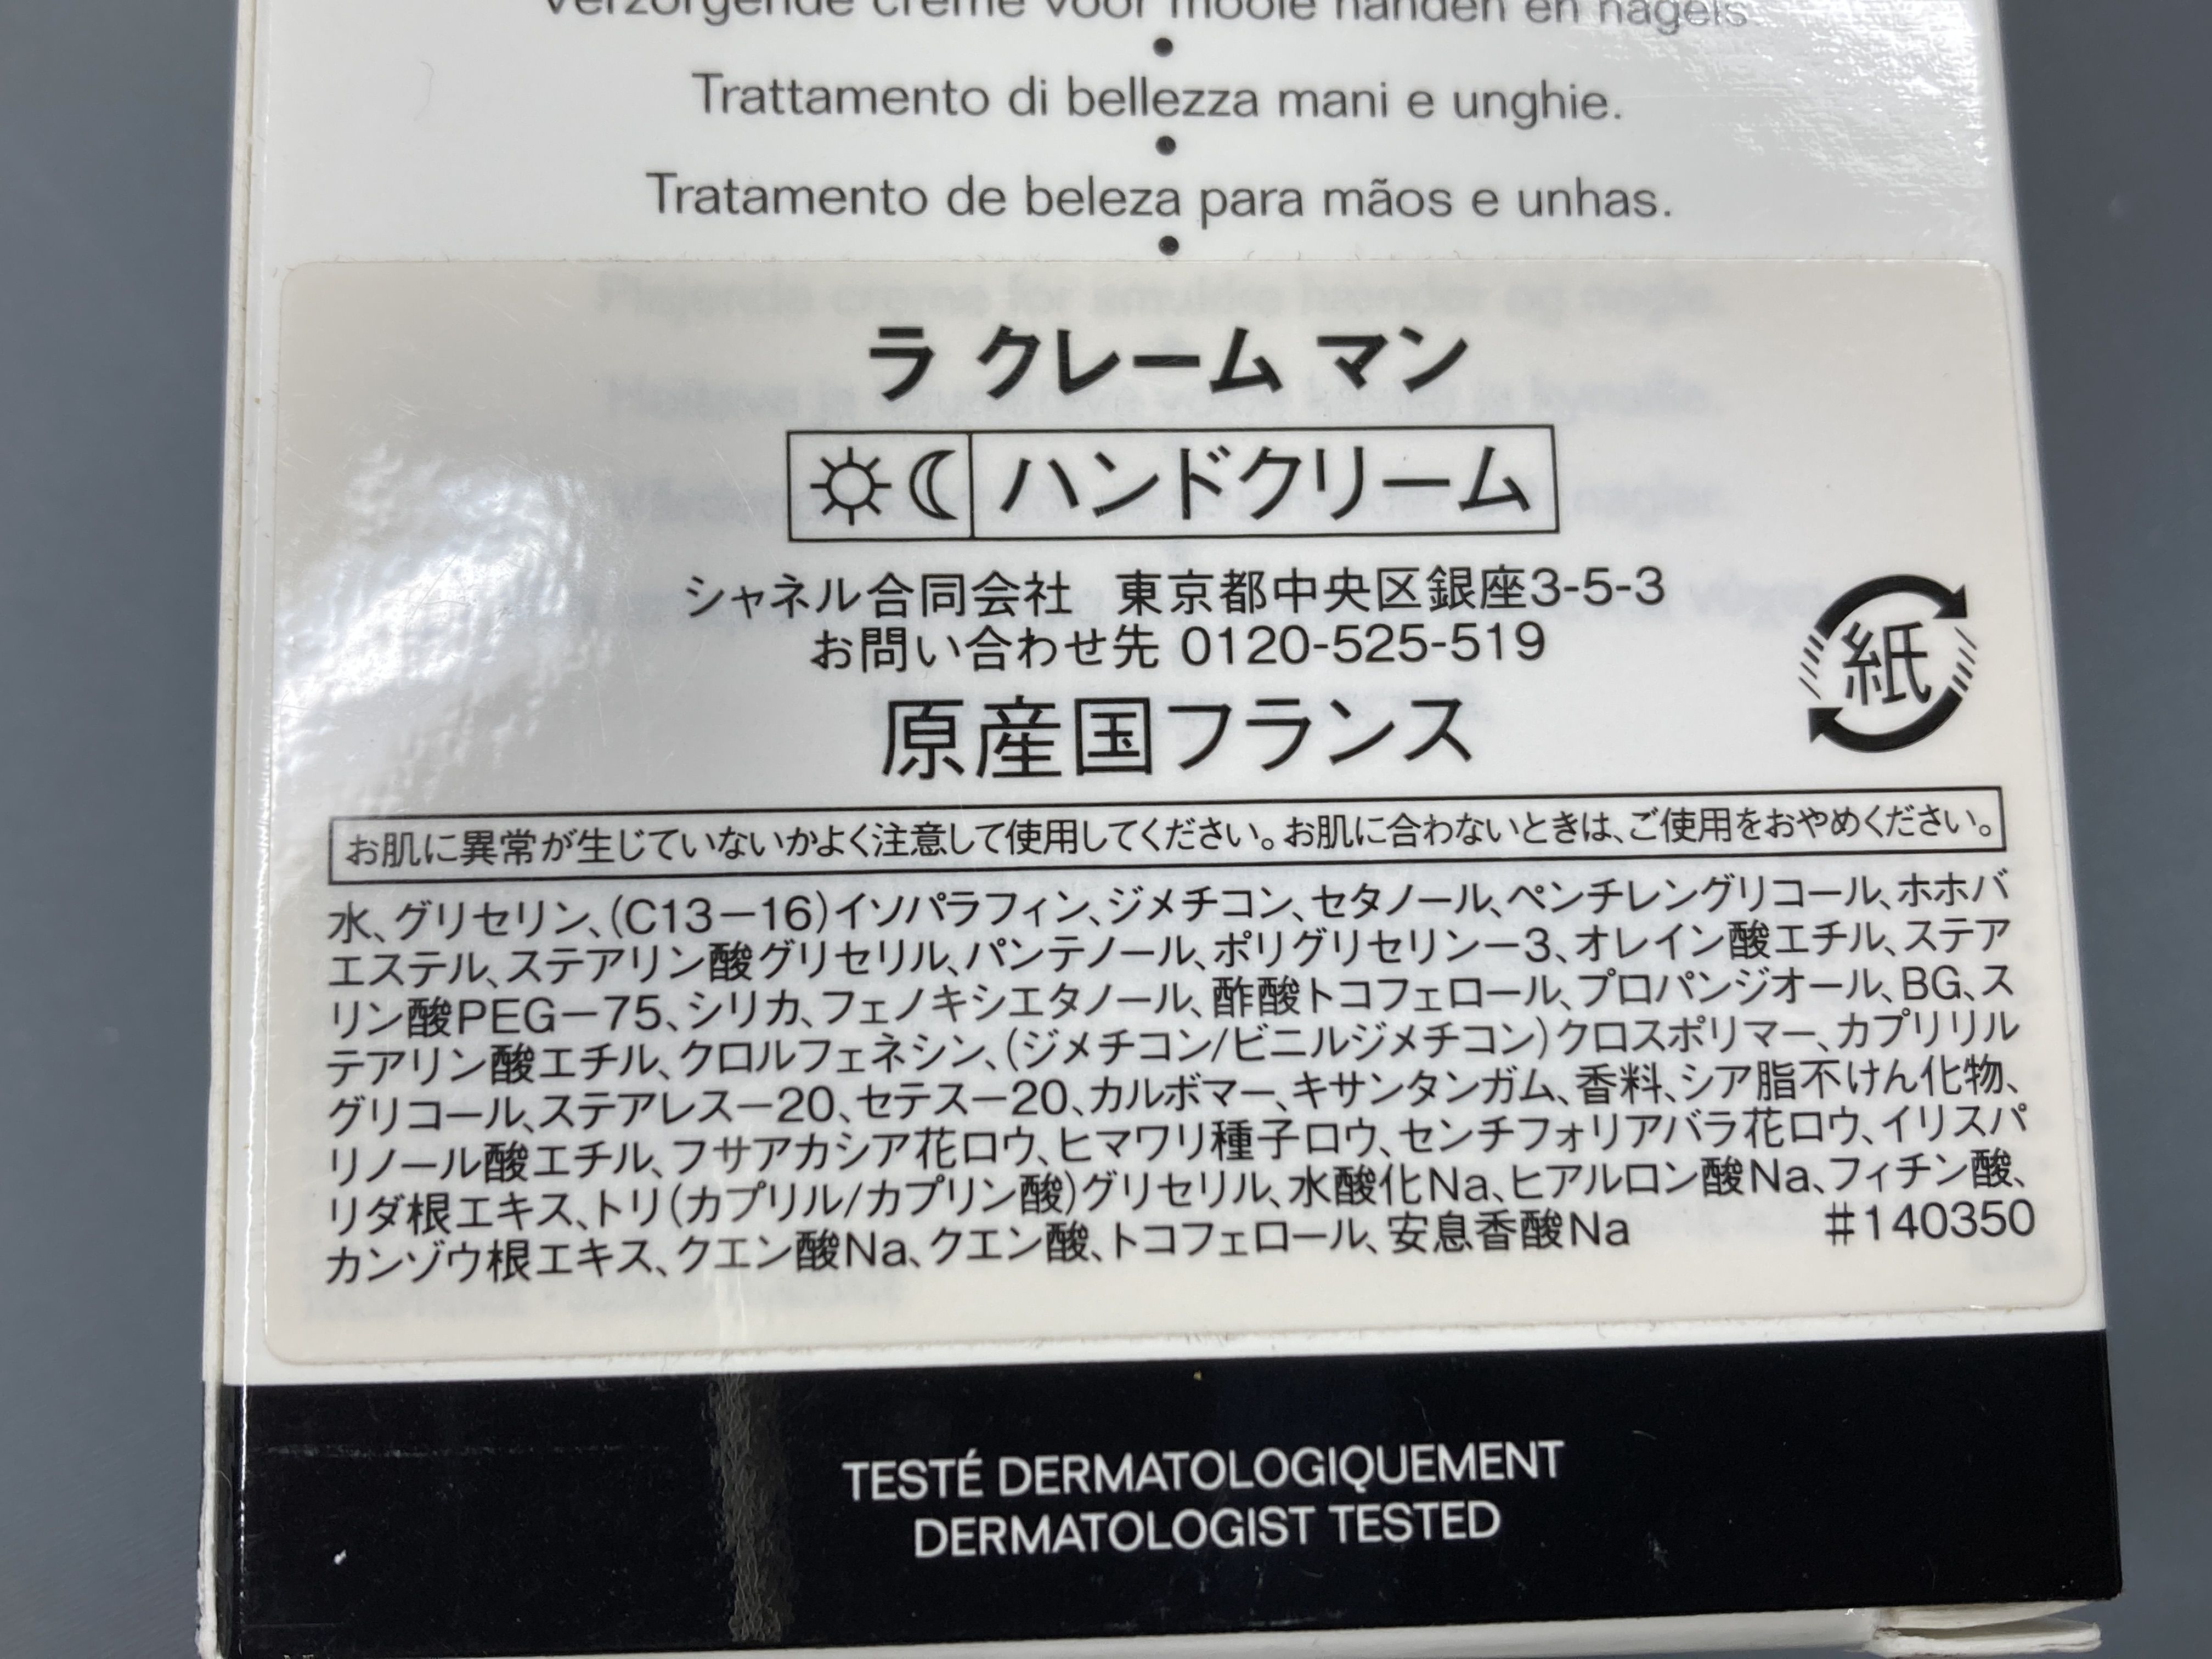 Verzorgende crème voor mooie handen en nagels
•
Trattamento di bellezza mani e unghie.
•
Tratamento de beleza para mãos e unhas.
•
ラ クレーム マン
ハンドクリーム
シャネル合同会社 東京都中央区銀座3-5-3
お問い合わせ先 0120-525-519
紙
原産国フランス
お肌に異常が生じていないかよく注意して使用してください。お肌に合わないときは、ご使用をおやめください。
水、グリセリン、(C13－16)イソパラフィン、ジメチコン、セタノール、ペンチレングリコール、ホホバ
エステル、ステアリン酸グリセリル、パンテノール、ポリグリセリン－3、オレイン酸エチル、ステア
リン酸PEG－75、シリカ、フェノキシエタノール、酢酸トコフェロール、プロパンジオール、BG、ス
テアリン酸エチル、クロルフェネシン、(ジメチコン/ビニルジメチコン)クロスポリマー、カプリリル
グリコール、ステアレス－20、セテス－20、カルボマー、キサンタンガム、香料、シア脂不けん化物、
リノール酸エチル、フサアカシア花ロウ、ヒマワリ種子ロウ、センチフォリアバラ花ロウ、イリスパ
リダ根エキス、トリ(カプリル/カプリン酸)グリセリル、水酸化Na、ヒアルロン酸Na、フィチン酸、
カンゾウ根エキス、クエン酸Na、クエン酸、トコフェロール、安息香酸Na #140350
TESTÉ DERMATOLOGIQUEMENT
DERMATOLOGIST TESTED